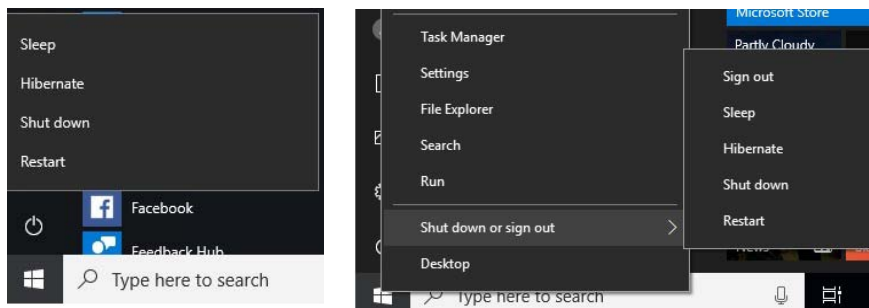 Sleep
Hibernate
Shut down
Restart
Facebook
Feedback Hub
Type here to search
Microsoft Store
Partly Cloudy
Task Manager
Settings
File Explorer
Search
Run
Shut down or sign out
Desktop
Sign out
Sleep
Hibernate
Shut down
Restart
News
Type here to search